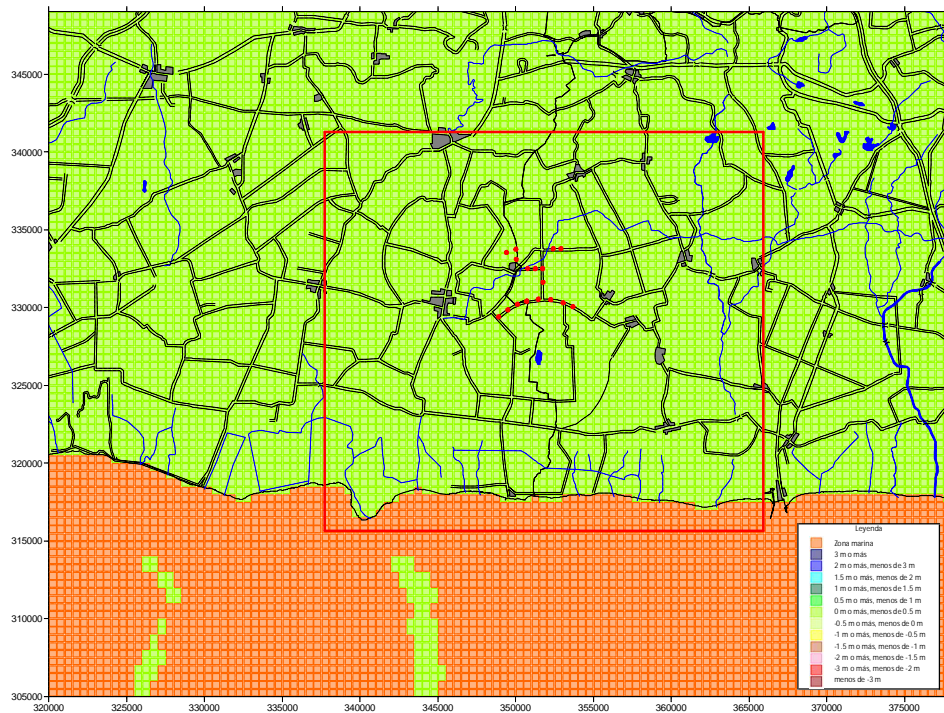 345000
340000
335000
330000
325000
320000
315000
310000
305000
320000 325000 330000 335000 340000 345000 350000 355000 360000 365000 370000 375000
Leyenda
Zona marina
3 m o más
2 m o más, menos de 3 m
1.5 m o más, menos de 2 m
1 m o más, menos de 1.5 m
0.5 m o más, menos de 1 m
0 m o más, menos de 0.5 m
-0.5 m o más, menos de 0 m
-1 m o más, menos de -0.5 m
-1.5 m o más, menos de -1 m
-2 m o más, menos de -1.5 m
-3 m o más, menos de -2 m
menos de -3 m